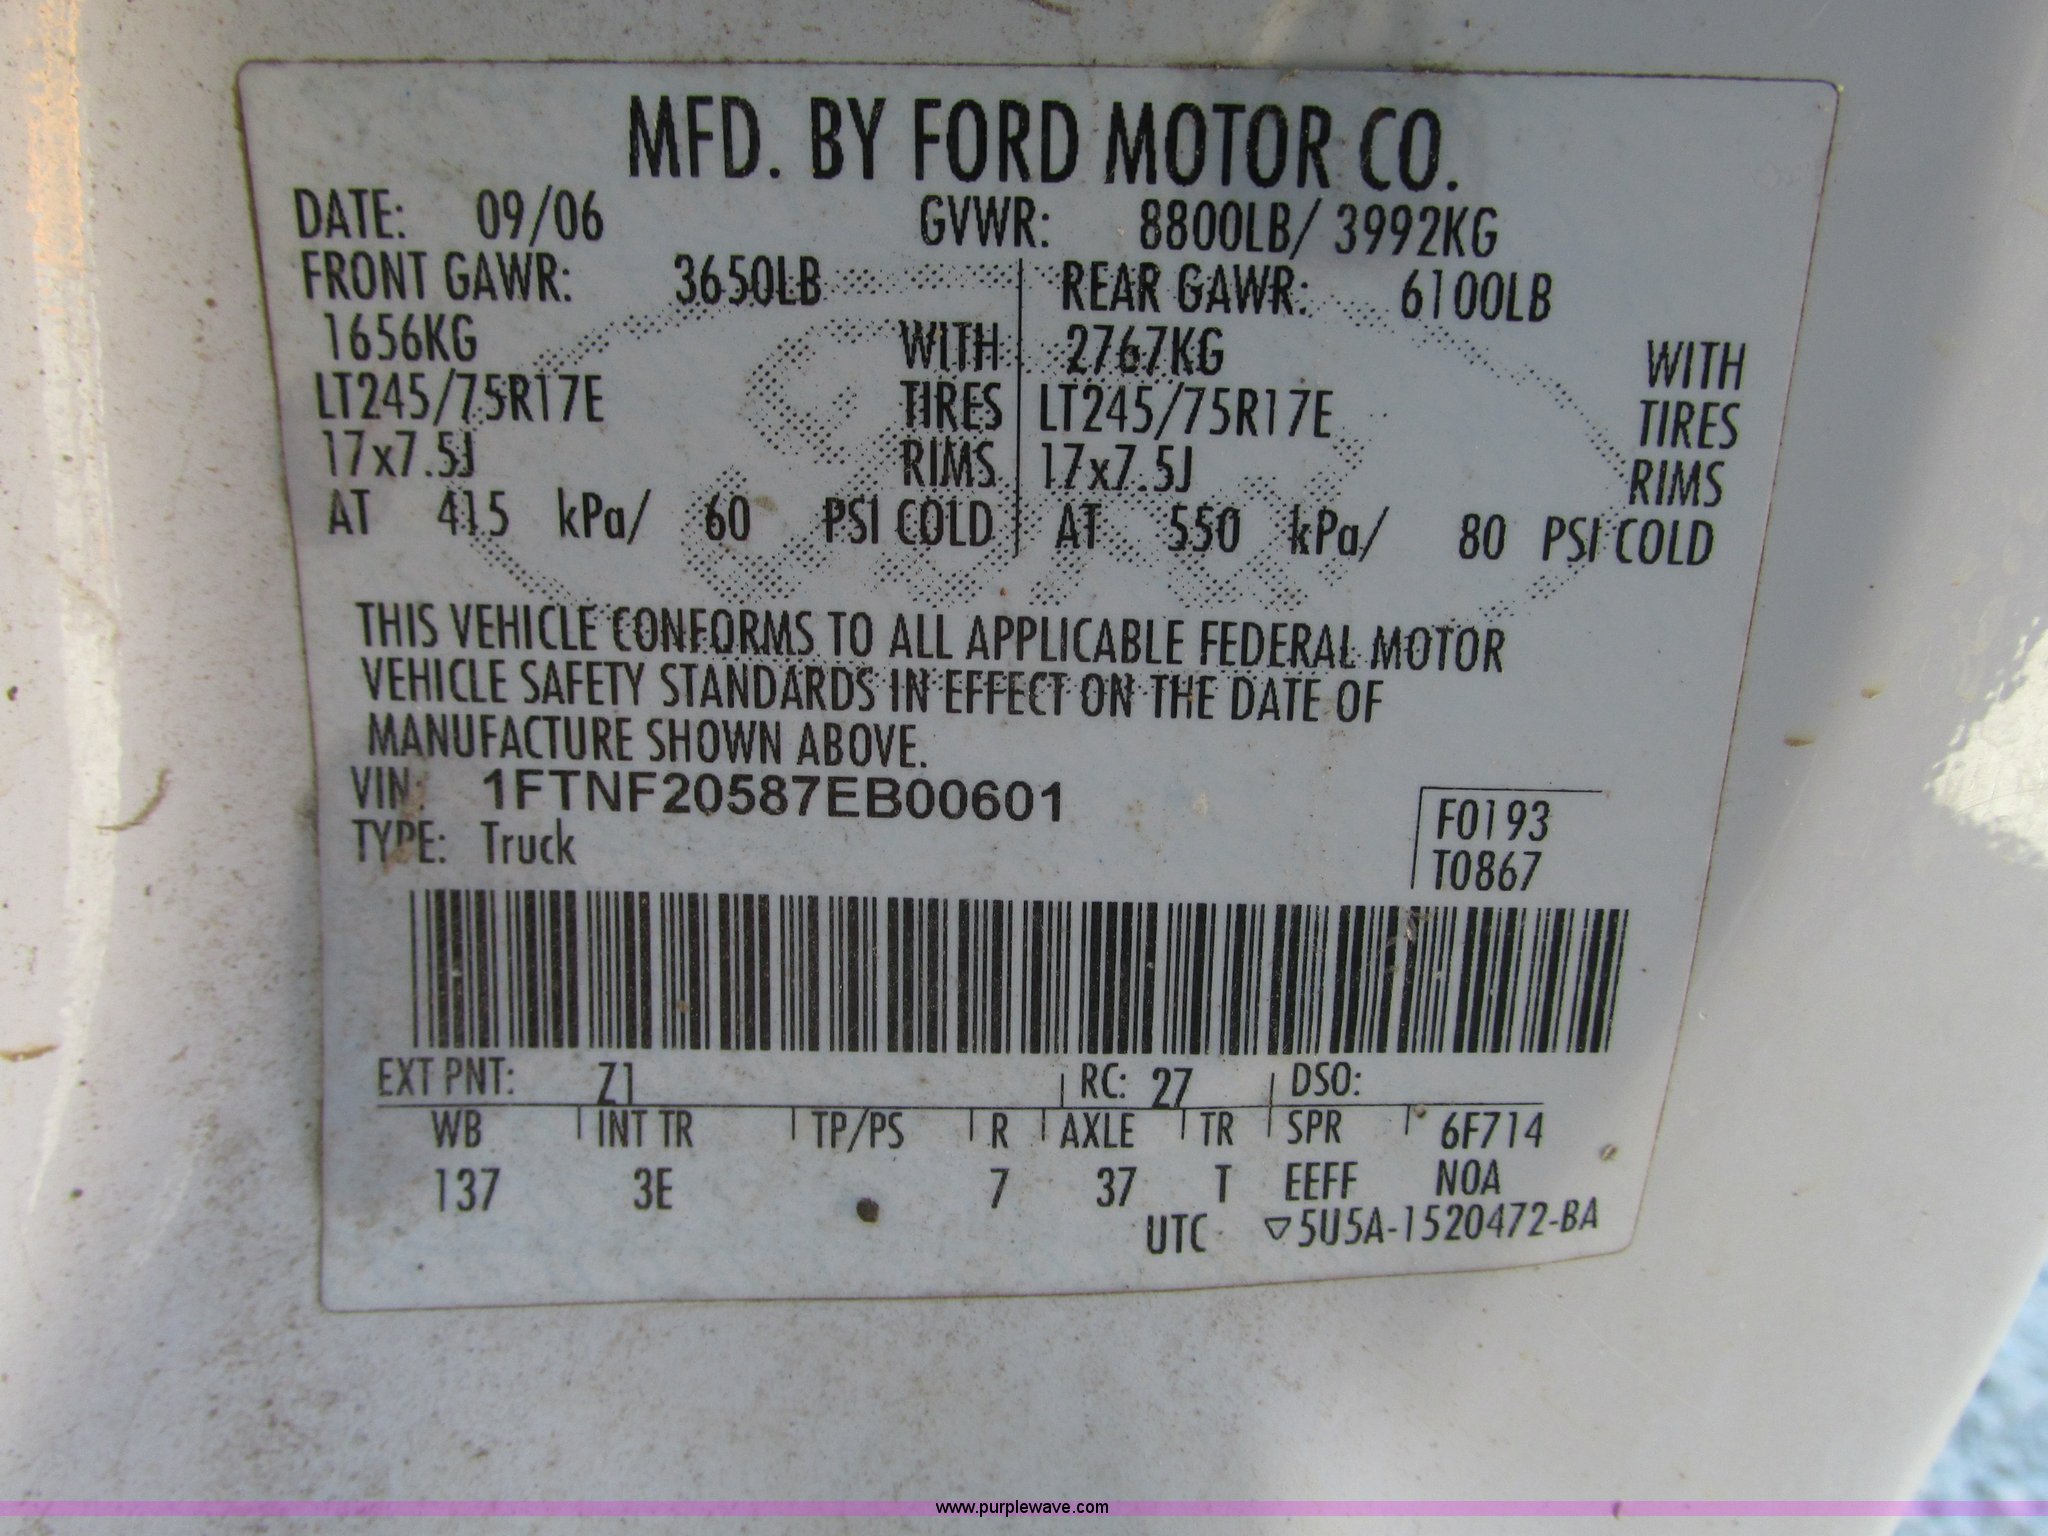 MFD. BY FORD MOTOR CO.
DATE: 09/06 GVWR: 8800LB/ 3992KG
FRONT GAWR: 3650LB REAR GAWR: 6100LB
1656KG WITH 2767KG WITH
LT245/75R17E TIRES LT245/75R17E TIRES
17x7.5J RIMS 17x7.5J RIMS
AT 415 kPa/ 60 PSI COLD AT 550 kPa/ 80 PSI COLD
THIS VEHICLE CONFORMS TO ALL APPLICABLE FEDERAL MOTOR
VEHICLE SAFETY STANDARDS IN EFFECT ON THE DATE OF
MANUFACTURE SHOWN ABOVE.
VIN: 1FTNF20587EB00601
F0193
TYPE: Truck
T0867
EXT PNT: Z1 RC: 27 DSO:
WB INT TR TP/PS R AXLE TR SPR 6F714
137 3E 7 37 T EEFF N0A
UTC ▽5U5A-1520472-BA
www.purplewave.com